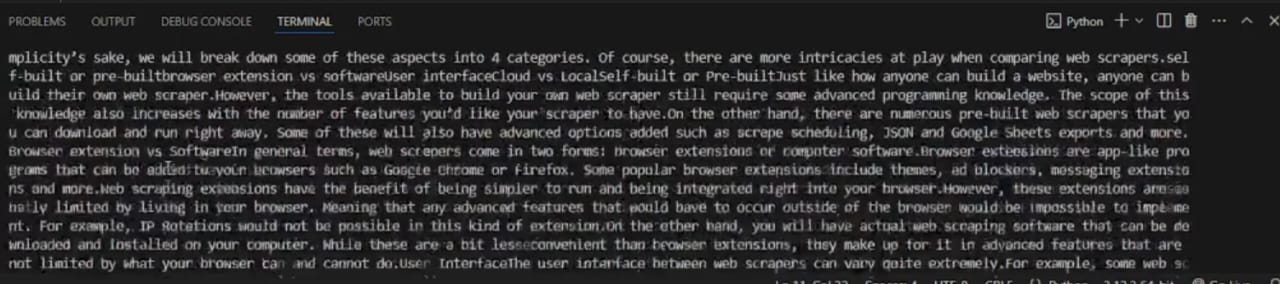 PROBLEMS OUTPUT DEBUG CONSOLE TERMINAL PORTS Python
mplicity's sake, we will break down some of these aspects into 4 categories. Of course, there are more intricacies at play when comparing web scrapers.sel
f-built or pre-builtbrowser extension vs softwareUser interfaceCloud vs LocalSelf-built or Pre-builtJust like how anyone can build a website, anyone can b
uild their own web scraper.However, the tools available to build your own web scraper still require some advanced programming knowledge. The scope of this
knowledge also increases with the number of features you'd like your scraper to have.On the other hand, there are numerous pre-built web scrapers that yo
u can download and run right away. Some of these will also have advanced options added such as scrape scheduling, JSON and Google Sheets exports and more.
Browser extension vs SoftwareIn general terms, web scrapers come in two forms: browser extensions or computer software.Browser extensions are app-like pro
grams that can be added to your browsers such as Google Chrome or Firefox. Some popular browser extensions include themes, ad blockers, messaging extensio
ns and more.Web scraping extensions have the benefit of being simpler to run and being integrated right into your browser.However, these extensions are
limited by living in your browser. Meaning that any advanced features that would have to occur outside of the browser would be impossible to impleme
nt. For example, IP Rotations would not be possible in this kind of extension.On the other hand, you will have actual web scraping software that can be do
wnloaded and installed on your computer. While these are a bit less convenient than browser extensions, they make up for it in advanced features that are
not limited by what your browser can and cannot do.User InterfaceThe user interface between web scrapers can vary quite extremely.For example, some web